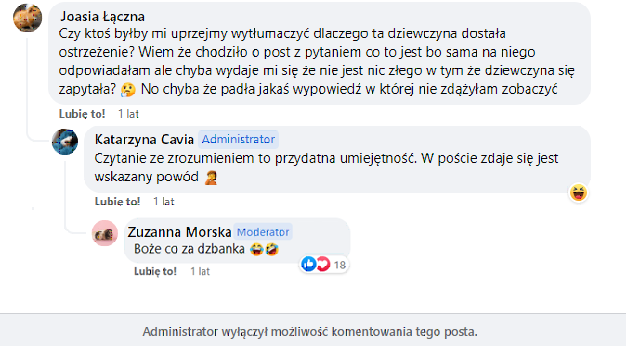 Joasia Łączna
Czy ktoś byłby mi uprzejmy wytłumaczyć dlaczego ta dziewczyna dostała
ostrzeżenie? Wiem że chodziło o post z pytaniem co to jest bo sama na niego
odpowiadałam ale chyba wydaje mi się że nie jest nic złego w tym że dziewczyna się
zapytała? 🤔 No chyba że padła jakaś wypowiedź w której nie zdążyłam zobaczyć
Lubię to! 1 lat
Katarzyna Cavia Administrator
Czytanie ze zrozumieniem to przydatna umiejętność. W poście zdaje się jest
wskazany powód 🤦
Lubię to! 1 lat
Zuzanna Morska Moderator
Boże co za dzbanka 😂🤣
Lubię to! 1 lat 18
Administrator wyłączył możliwość komentowania tego posta.